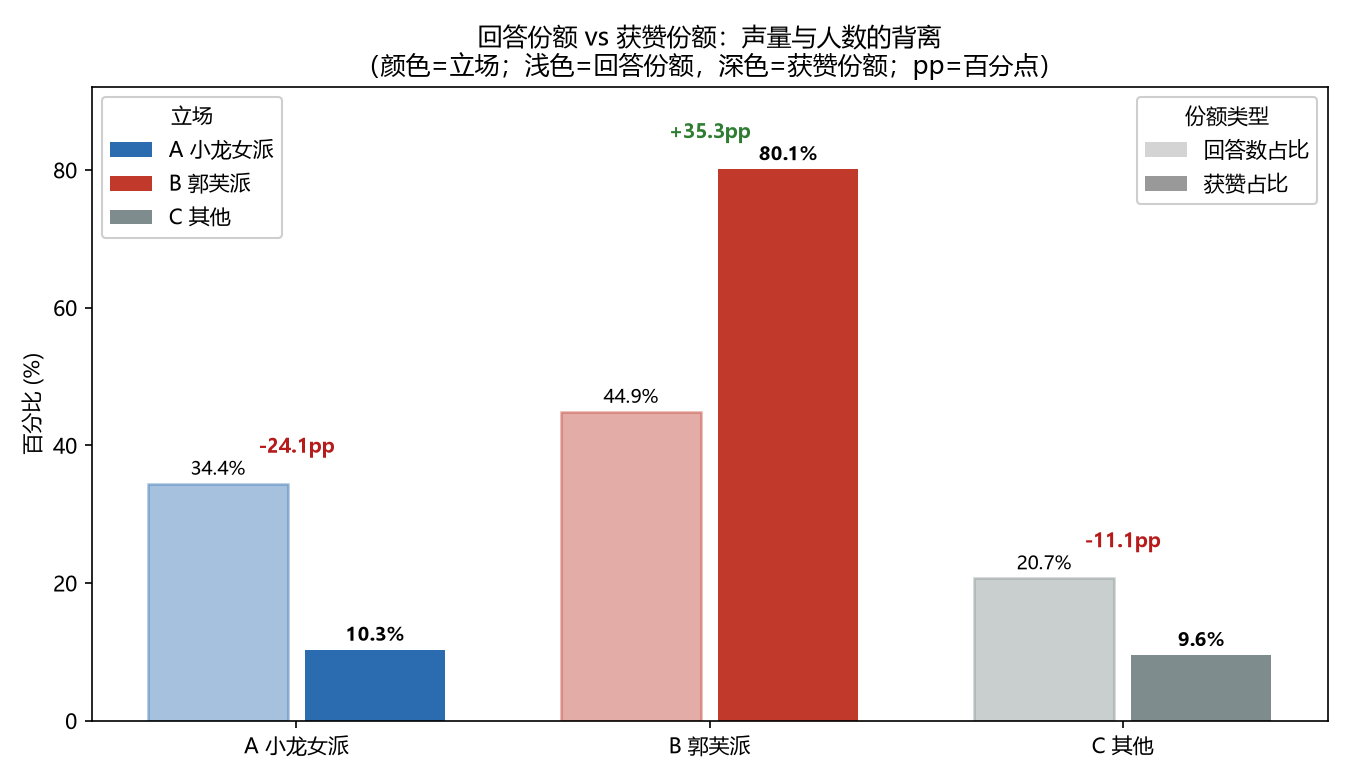 回答份额 vs 获赞份额：声量与人数的背离
（颜色=立场；浅色=回答份额，深色=获赞份额；pp=百分点）
立场
A 小龙女派
B 郭芙派
C 其他
份额类型
回答数占比
获赞占比
百分比 (%)
80
60
40
20
0
34.4%
-24.1pp
10.3%
44.9%
+35.3pp
80.1%
20.7%
-11.1pp
9.6%
A 小龙女派
B 郭芙派
C 其他